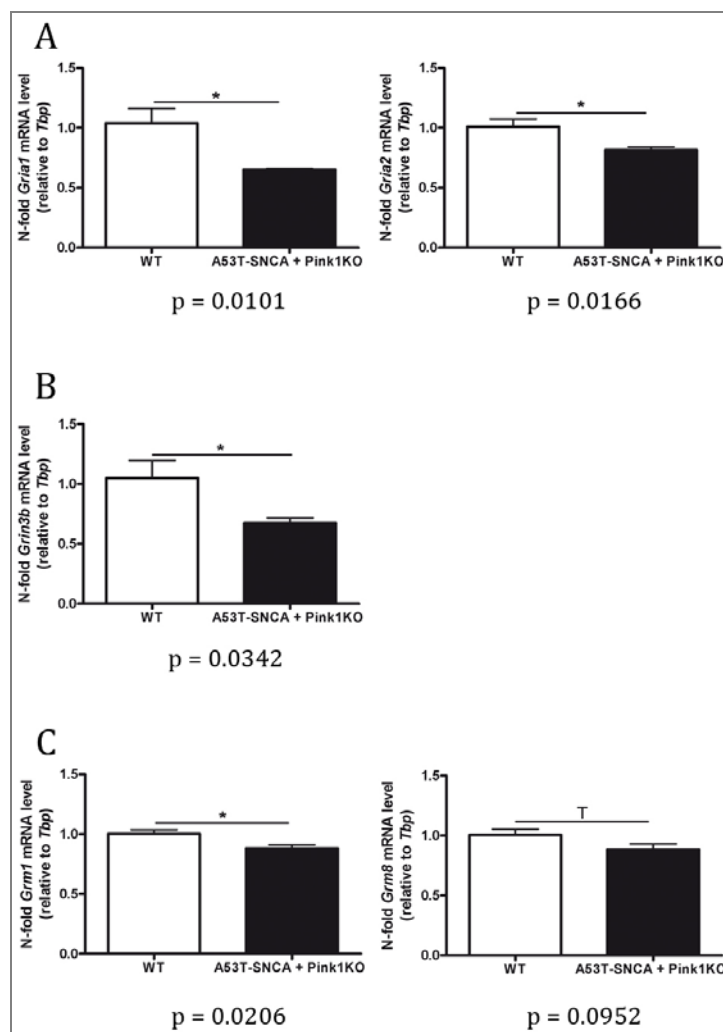 A
N-fold Gria1 mRNA level
(relative to Tbp)
1.5
1.0
0.5
0.0
*
WT
A53T-SNCA + Pink1KO
p = 0.0101
N-fold Gria2 mRNA level
(relative to Tbp)
1.5
1.0
0.5
0.0
*
WT
A53T-SNCA + Pink1KO
p = 0.0166
B
N-fold Grin3b mRNA level
(relative to Tbp)
1.5
1.0
0.5
0.0
*
WT
A53T-SNCA + Pink1KO
p = 0.0342
C
N-fold Grm1 mRNA level
(relative to Tbp)
1.5
1.0
0.5
0.0
*
WT
A53T-SNCA + Pink1KO
p = 0.0206
N-fold Grm8 mRNA level
(relative to Tbp)
1.5
1.0
0.5
0.0
T
WT
A53T-SNCA + Pink1KO
p = 0.0952